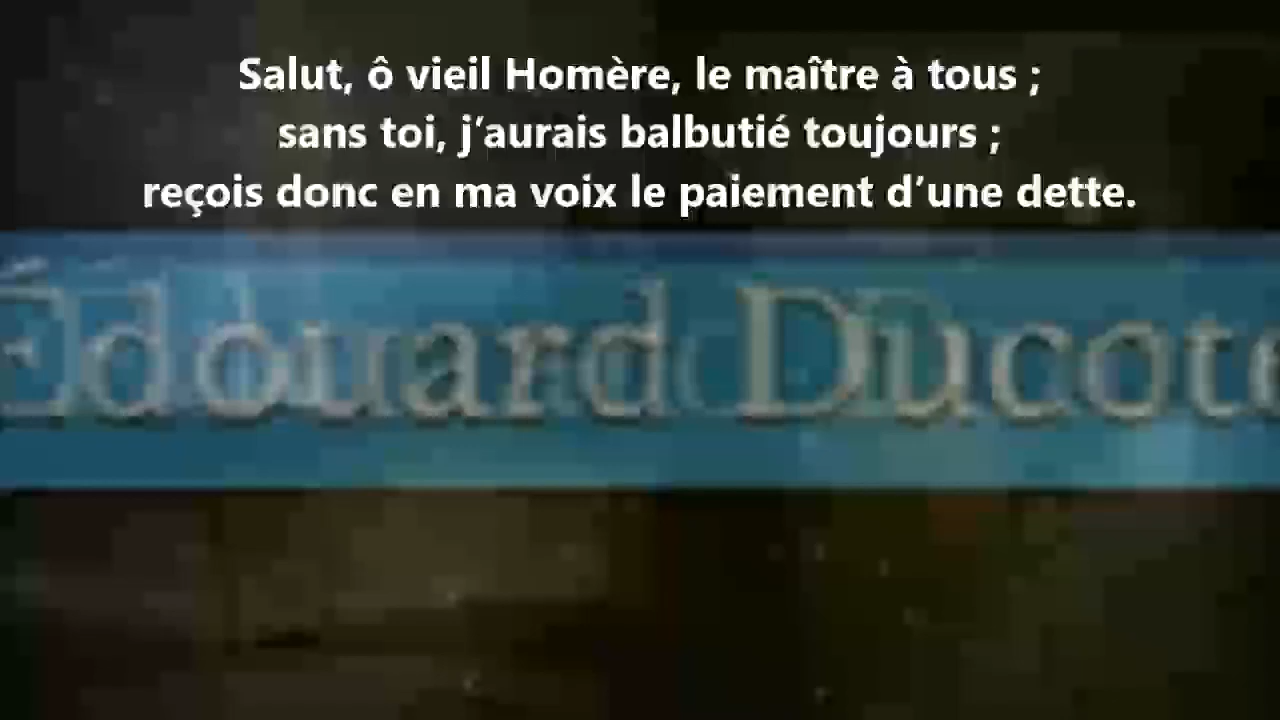 Salut, ô vieil Homère, le maître à tous ;
sans toi, j’aurais balbutié toujours ;
reçois donc en ma voix le paiement d’une dette.
Édouard